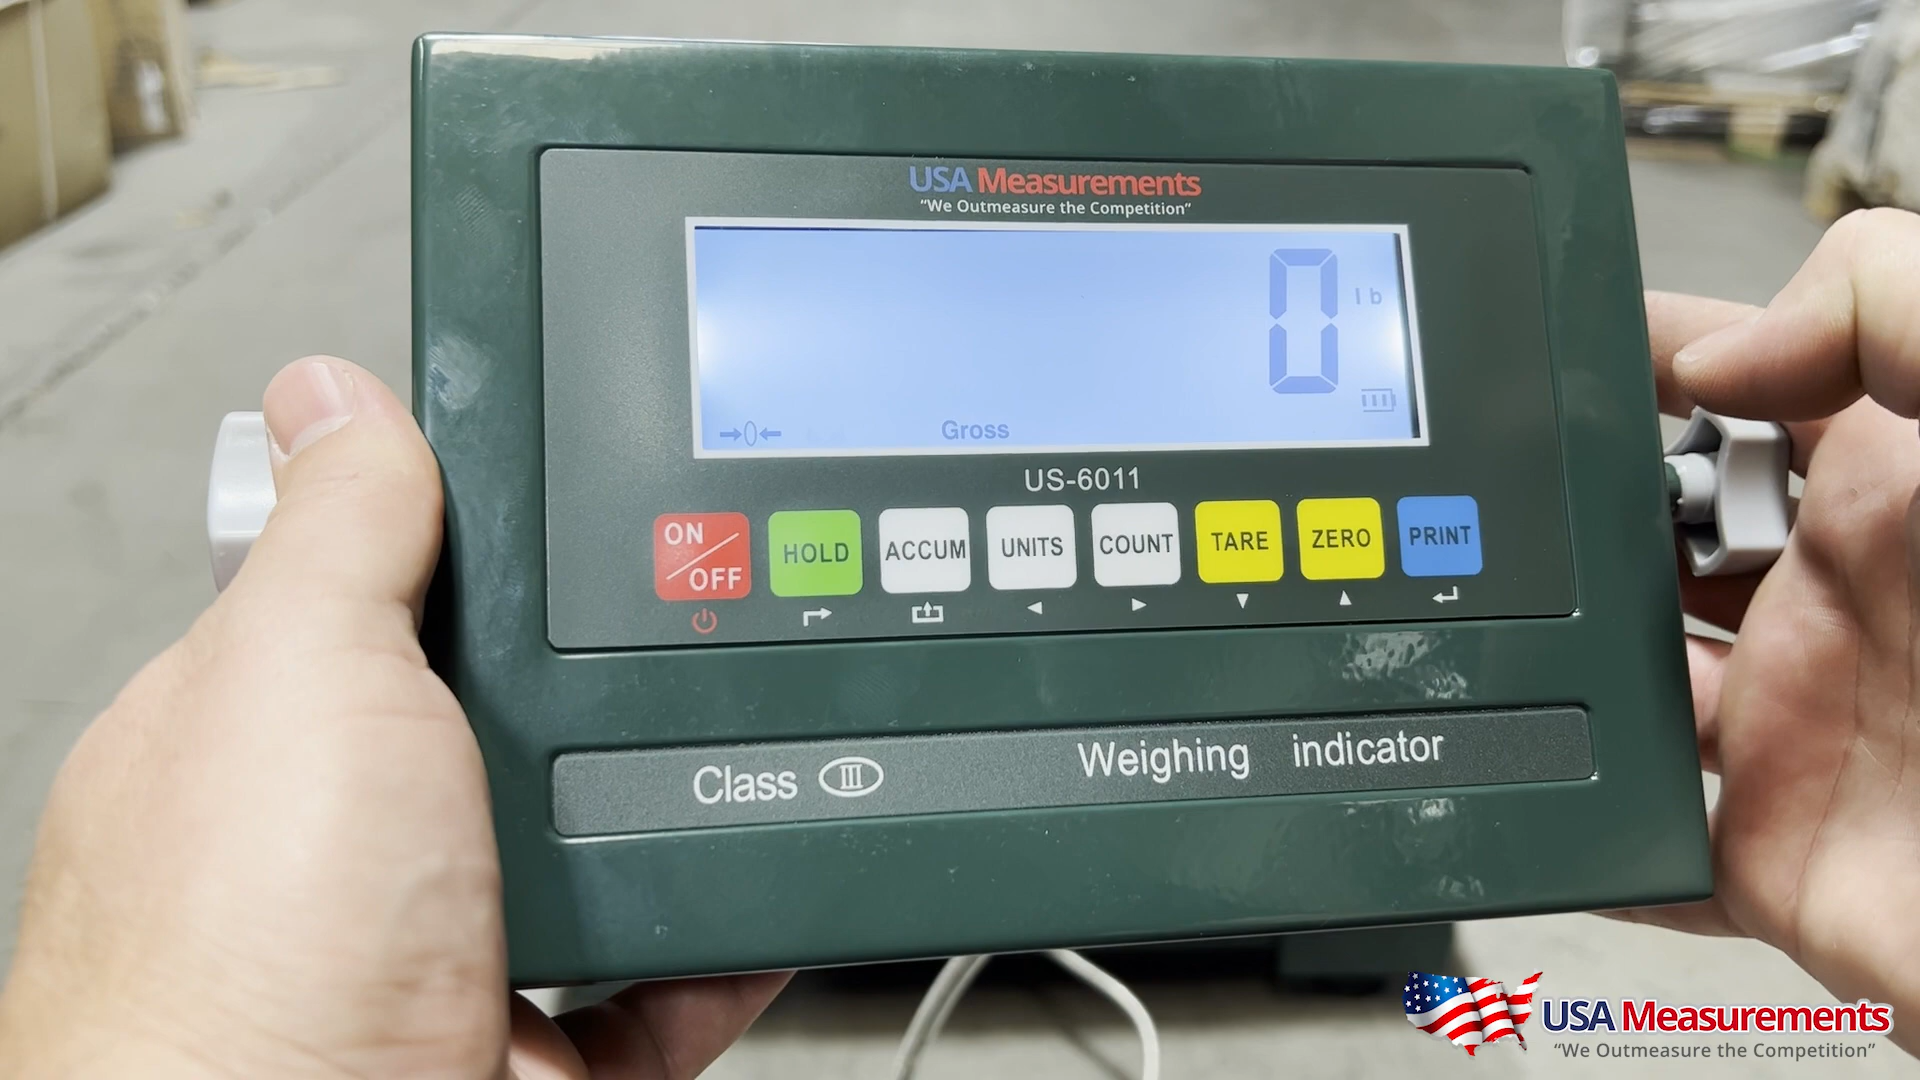 USA Measurements
“We Outmeasure the Competition”
0 lb
→0←
Gross
US-6011
ON/OFF HOLD ACCUM UNITS COUNT TARE ZERO PRINT
Class III Weighing indicator
USA Measurements
“We Outmeasure the Competition”